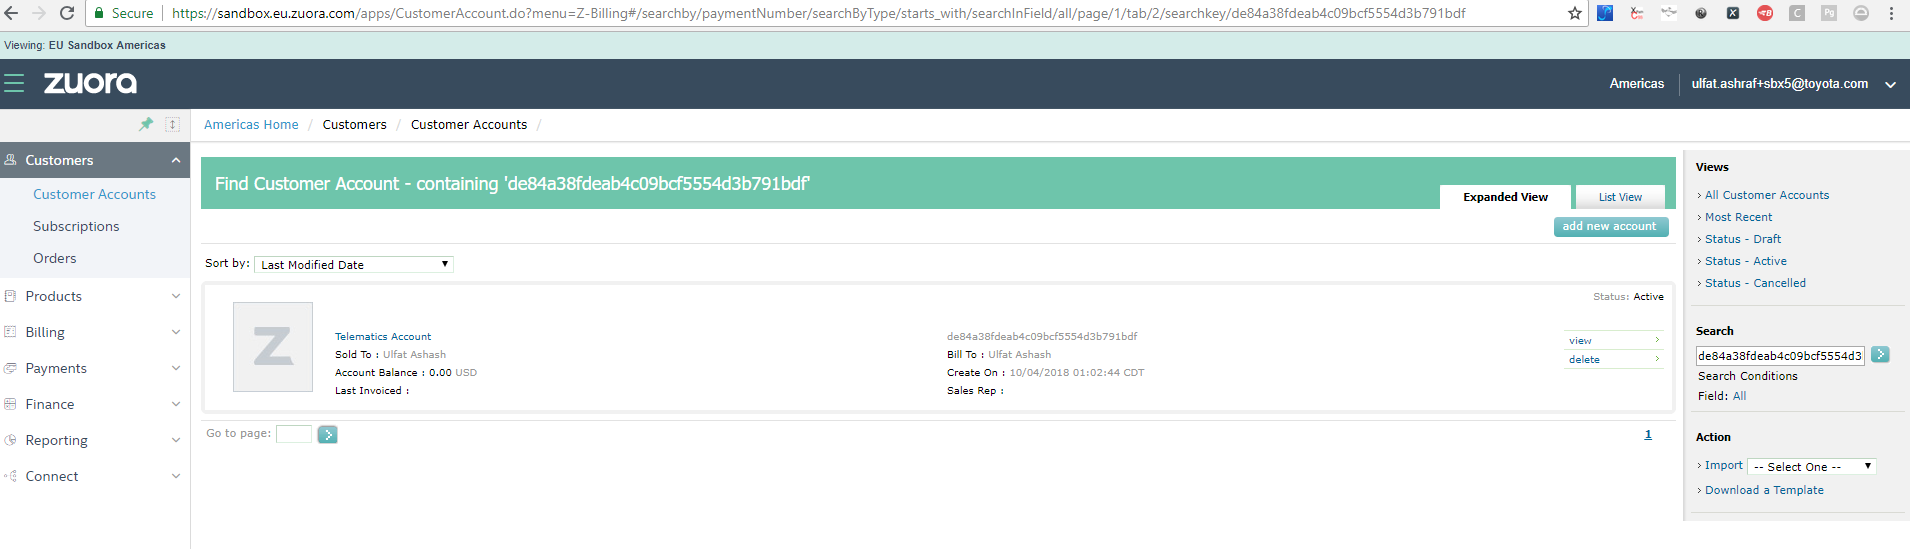 Secure https://sandbox.eu.zuora.com/apps/CustomerAccount.do?menu=Z-Billing#/searchby/paymentNumber/searchByType/starts_with/searchInField/all/page/1/tab/2/searchkey/de84a38fdeab4c09bcf5554d3b791bdf
Viewing: EU Sandbox Americas
zuora
Americas ulfat.ashraf+sbx5@toyota.com
Americas Home / Customers / Customer Accounts /
Customers
Customer Accounts
Subscriptions
Orders
Products
Billing
Payments
Finance
Reporting
Connect
Find Customer Account - containing 'de84a38fdeab4c09bcf5554d3b791bdf'
Expanded View List View
add new account
Sort by: Last Modified Date
Status: Active
Z
Telematics Account de84a38fdeab4c09bcf5554d3b791bdf
Sold To : Ulfat Ashash Bill To : Ulfat Ashash
Account Balance : 0.00 USD Create On : 10/04/2018 01:02:44 CDT
Last Invoiced : Sales Rep :
view
delete
Go to page: 1
Views
All Customer Accounts
Most Recent
Status - Draft
Status - Active
Status - Cancelled
Search
de84a38fdeab4c09bcf5554d3
Search Conditions
Field: All
Action
Import -- Select One --
Download a Template